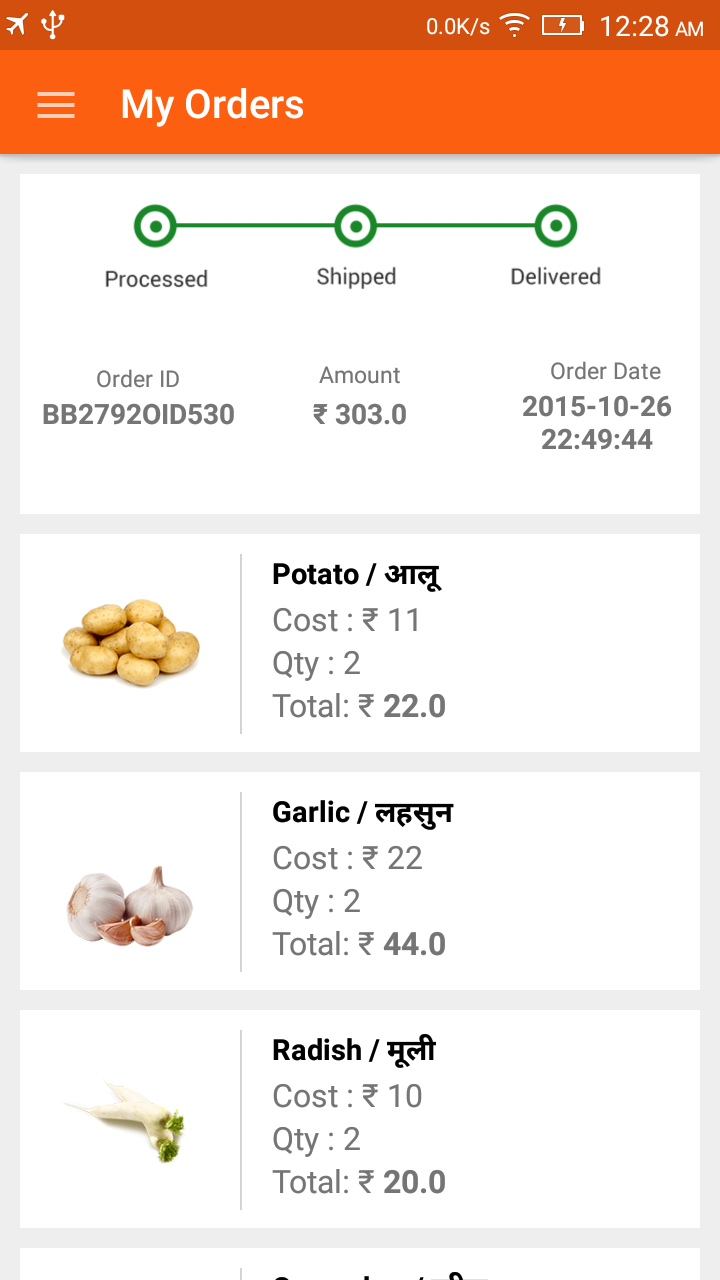 0.0K/s 12:28 AM
My Orders
Processed Shipped Delivered
Order ID Amount Order Date
BB2792OID530 ₹ 303.0 2015-10-26
22:49:44
Potato / आलू
Cost : ₹ 11
Qty : 2
Total: ₹ 22.0
Garlic / लहसुन
Cost : ₹ 22
Qty : 2
Total: ₹ 44.0
Radish / मूली
Cost : ₹ 10
Qty : 2
Total: ₹ 20.0